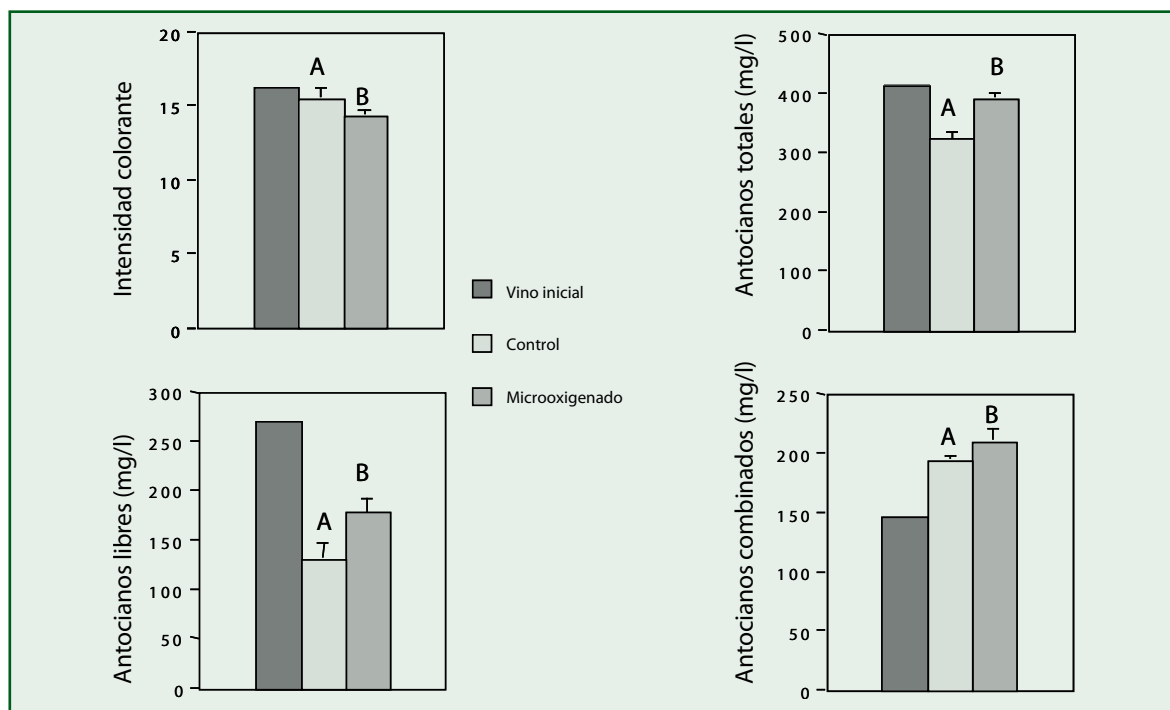 Intensidad colorante
20
15
10
5
0
A
B
Antocianos totales (mg/l)
500
400
300
200
100
0
A
B
Vino inicial
Control
Microoxigenado
Antocianos libres (mg/l)
300
250
200
150
100
50
0
A
B
Antocianos combinados (mg/l)
250
200
150
100
50
0
A
B